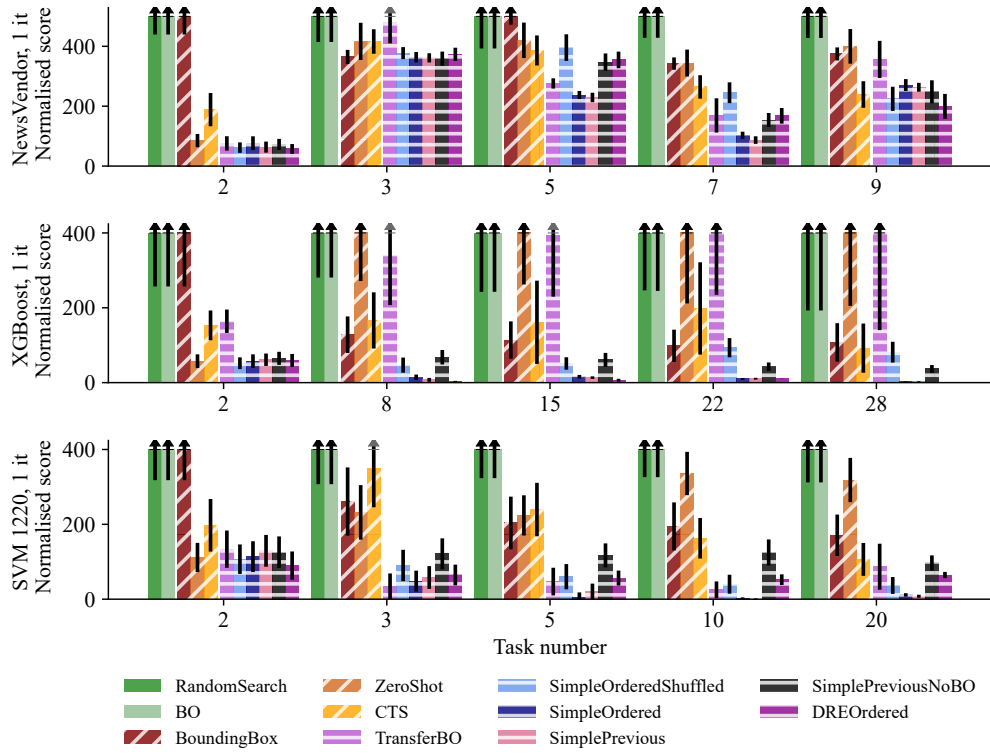 NewsVendor, 1 it
Normalised score
400
200
0
2 3 5 7 9
XGBoost, 1 it
Normalised score
400
200
0
2 8 15 22 28
SVM 1220, 1 it
Normalised score
400
200
0
2 3 5 10 20
Task number
RandomSearch ZeroShot SimpleOrderedShuffled SimplePreviousNoBO
BO CTS SimpleOrdered DREOrdered
BoundingBox TransferBO SimplePrevious